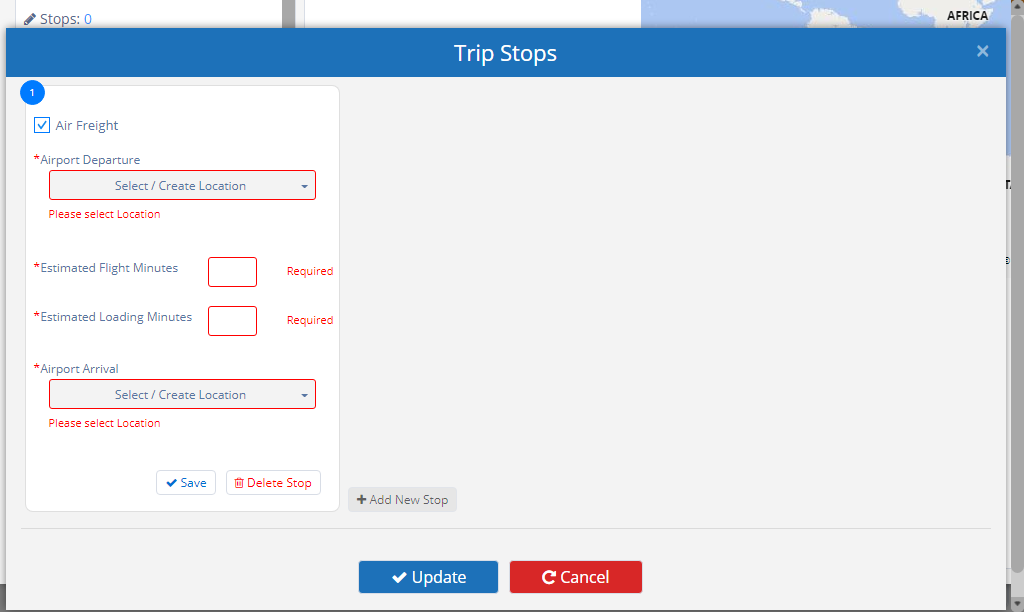 Stops: 0
AFRICA
Trip Stops
×
1
Air Freight
*Airport Departure
Select / Create Location
Please select Location
*Estimated Flight Minutes
Required
*Estimated Loading Minutes
Required
*Airport Arrival
Select / Create Location
Please select Location
Save
Delete Stop
+ Add New Stop
Update
Cancel